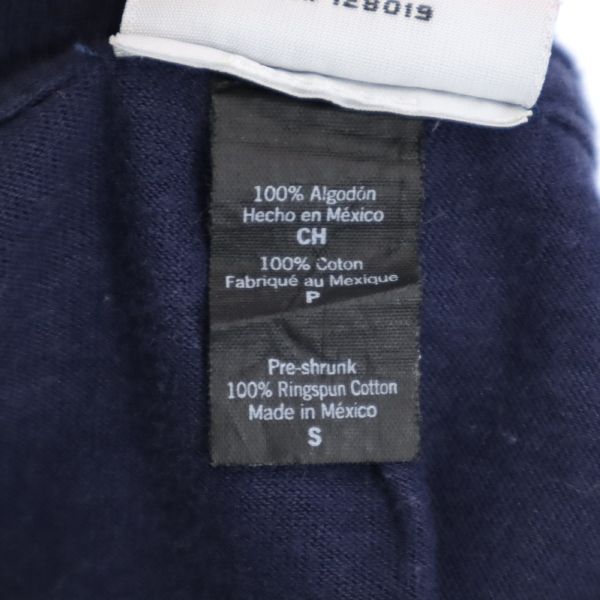 128019
100% Algodón
Hecho en México
CH
100% Coton
Fabriqué au Mexique
P
Pre-shrunk
100% Ringspun Cotton
Made in México
S